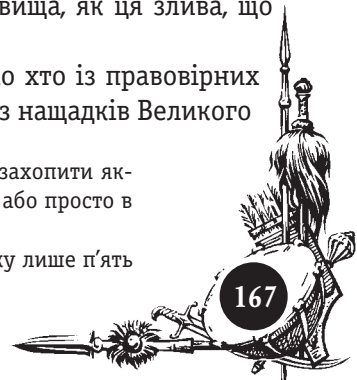 вища, як ця злива, що
о хто із правовірних
з нащадків Великого
захопити як-
або просто в
ку лише п'ять
167